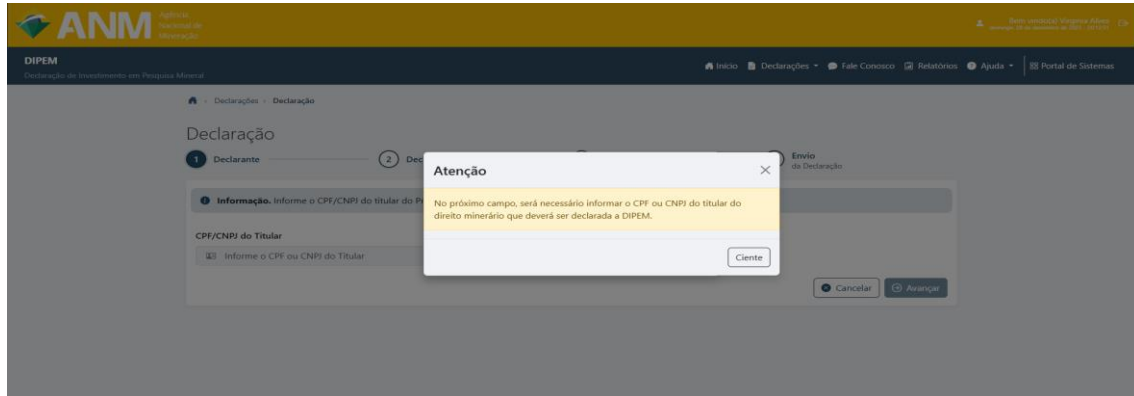 ANM
Agência
Nacional de
Mineração
DIPEM
Declaração de Investimento em Pesquisa Mineral
Início Declarações Fale Conosco Relatórios Ajuda Portal de Sistemas
Declarações Declaração
Declaração
1 Declarante
2 Dec
Envio
da Declaração
Informação. Informe o CPF/CNPJ do titular do P
CPF/CNPJ do Titular
Informe o CPF ou CNPJ do Titular
Cancelar
Avançar
Atenção
No próximo campo, será necessário informar o CPF ou CNPJ do titular do
direito minerário que deverá ser declarada a DIPEM.
Ciente